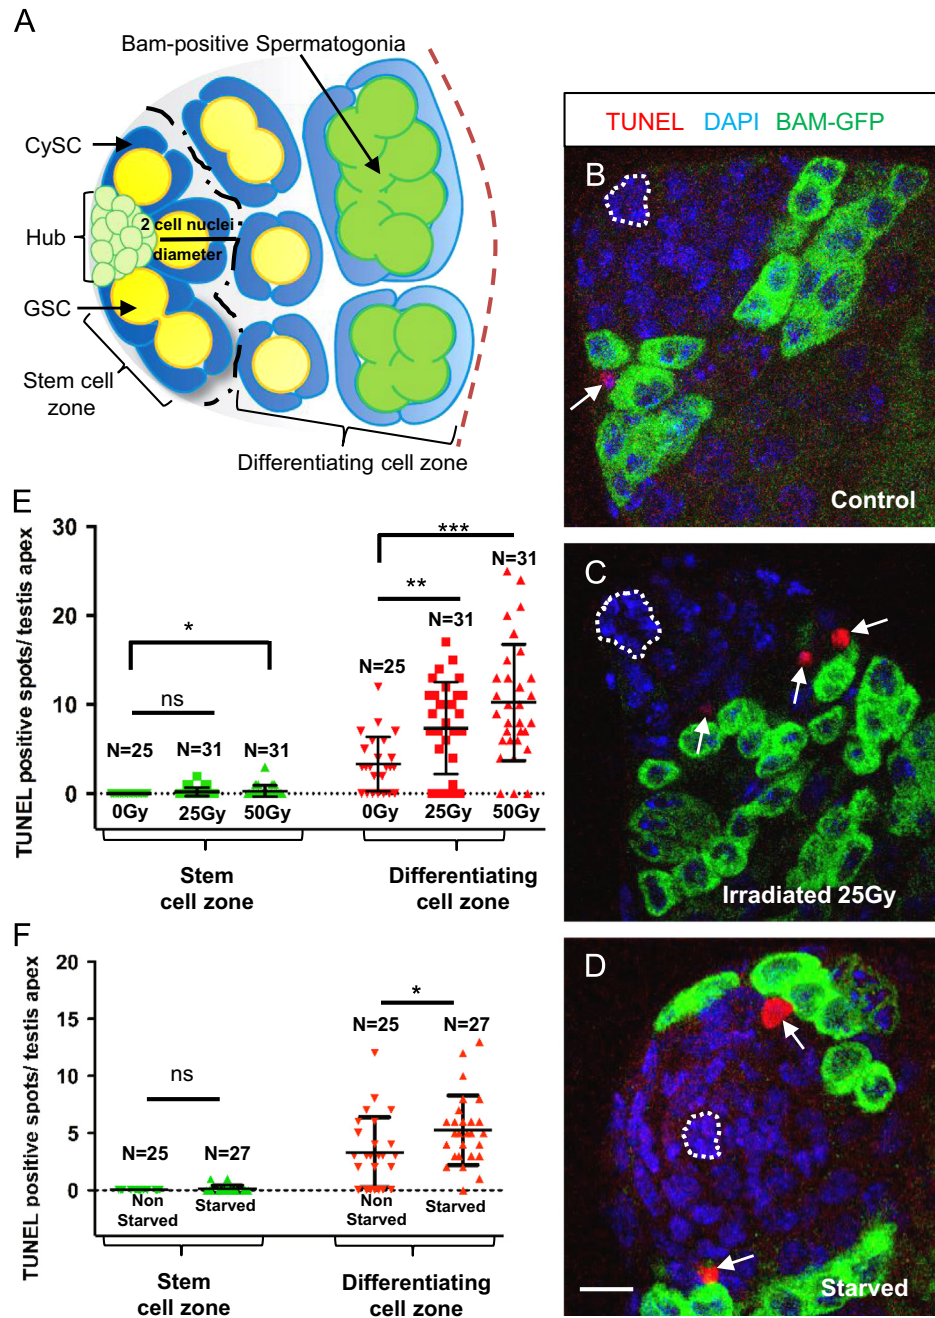 A
Bam-positive Spermatogonia
CySC
Hub
GSC
2 cell nuclei
diameter
Stem cell
zone
Differentiating cell zone
TUNEL DAPI BAM-GFP
B
Control
C
Irradiated 25Gy
D
Starved
E
TUNEL positive spots/ testis apex
30
20
10
0
*
ns
N=25 N=31 N=31
0Gy 25Gy 50Gy
Stem
cell zone
***
**
N=25
N=31
N=31
0Gy 25Gy 50Gy
Differentiating
cell zone
F
TUNEL positive spots/ testis apex
20
15
10
5
0
ns
N=25 N=27
Non
Starved
Starved
Stem
cell zone
*
N=25 N=27
Non
Starved
Starved
Differentiating
cell zone